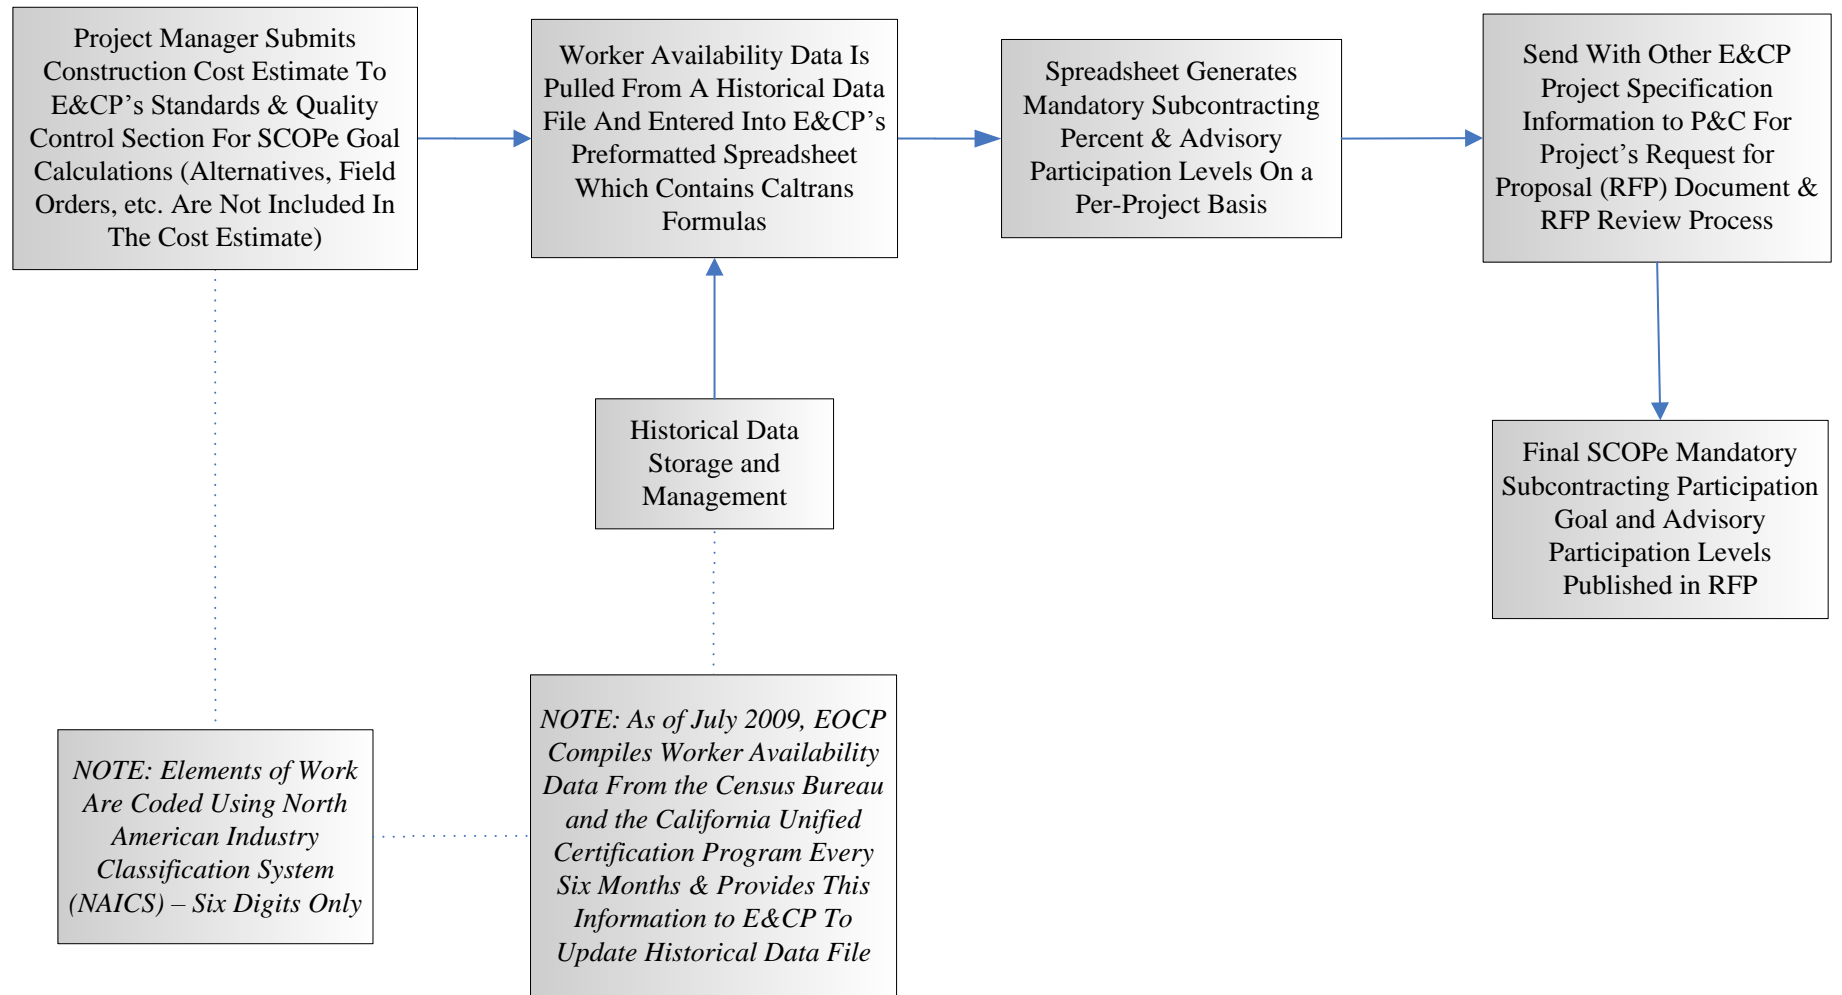 Project Manager Submits
Construction Cost Estimate To
E&CP’s Standards & Quality
Control Section For SCOPe Goal
Calculations (Alternatives, Field
Orders, etc. Are Not Included In
The Cost Estimate)
Worker Availability Data Is
Pulled From A Historical Data
File And Entered Into E&CP’s
Preformatted Spreadsheet
Which Contains Caltrans
Formulas
Spreadsheet Generates
Mandatory Subcontracting
Percent & Advisory
Participation Levels On a
Per-Project Basis
Send With Other E&CP
Project Specification
Information to P&C For
Project’s Request for
Proposal (RFP) Document &
RFP Review Process
Historical Data
Storage and
Management
Final SCOPe Mandatory
Subcontracting Participation
Goal and Advisory
Participation Levels
Published in RFP
NOTE: Elements of Work
Are Coded Using North
American Industry
Classification System
(NAICS) – Six Digits Only
NOTE: As of July 2009, EOCP
Compiles Worker Availability
Data From the Census Bureau
and the California Unified
Certification Program Every
Six Months & Provides This
Information to E&CP To
Update Historical Data File